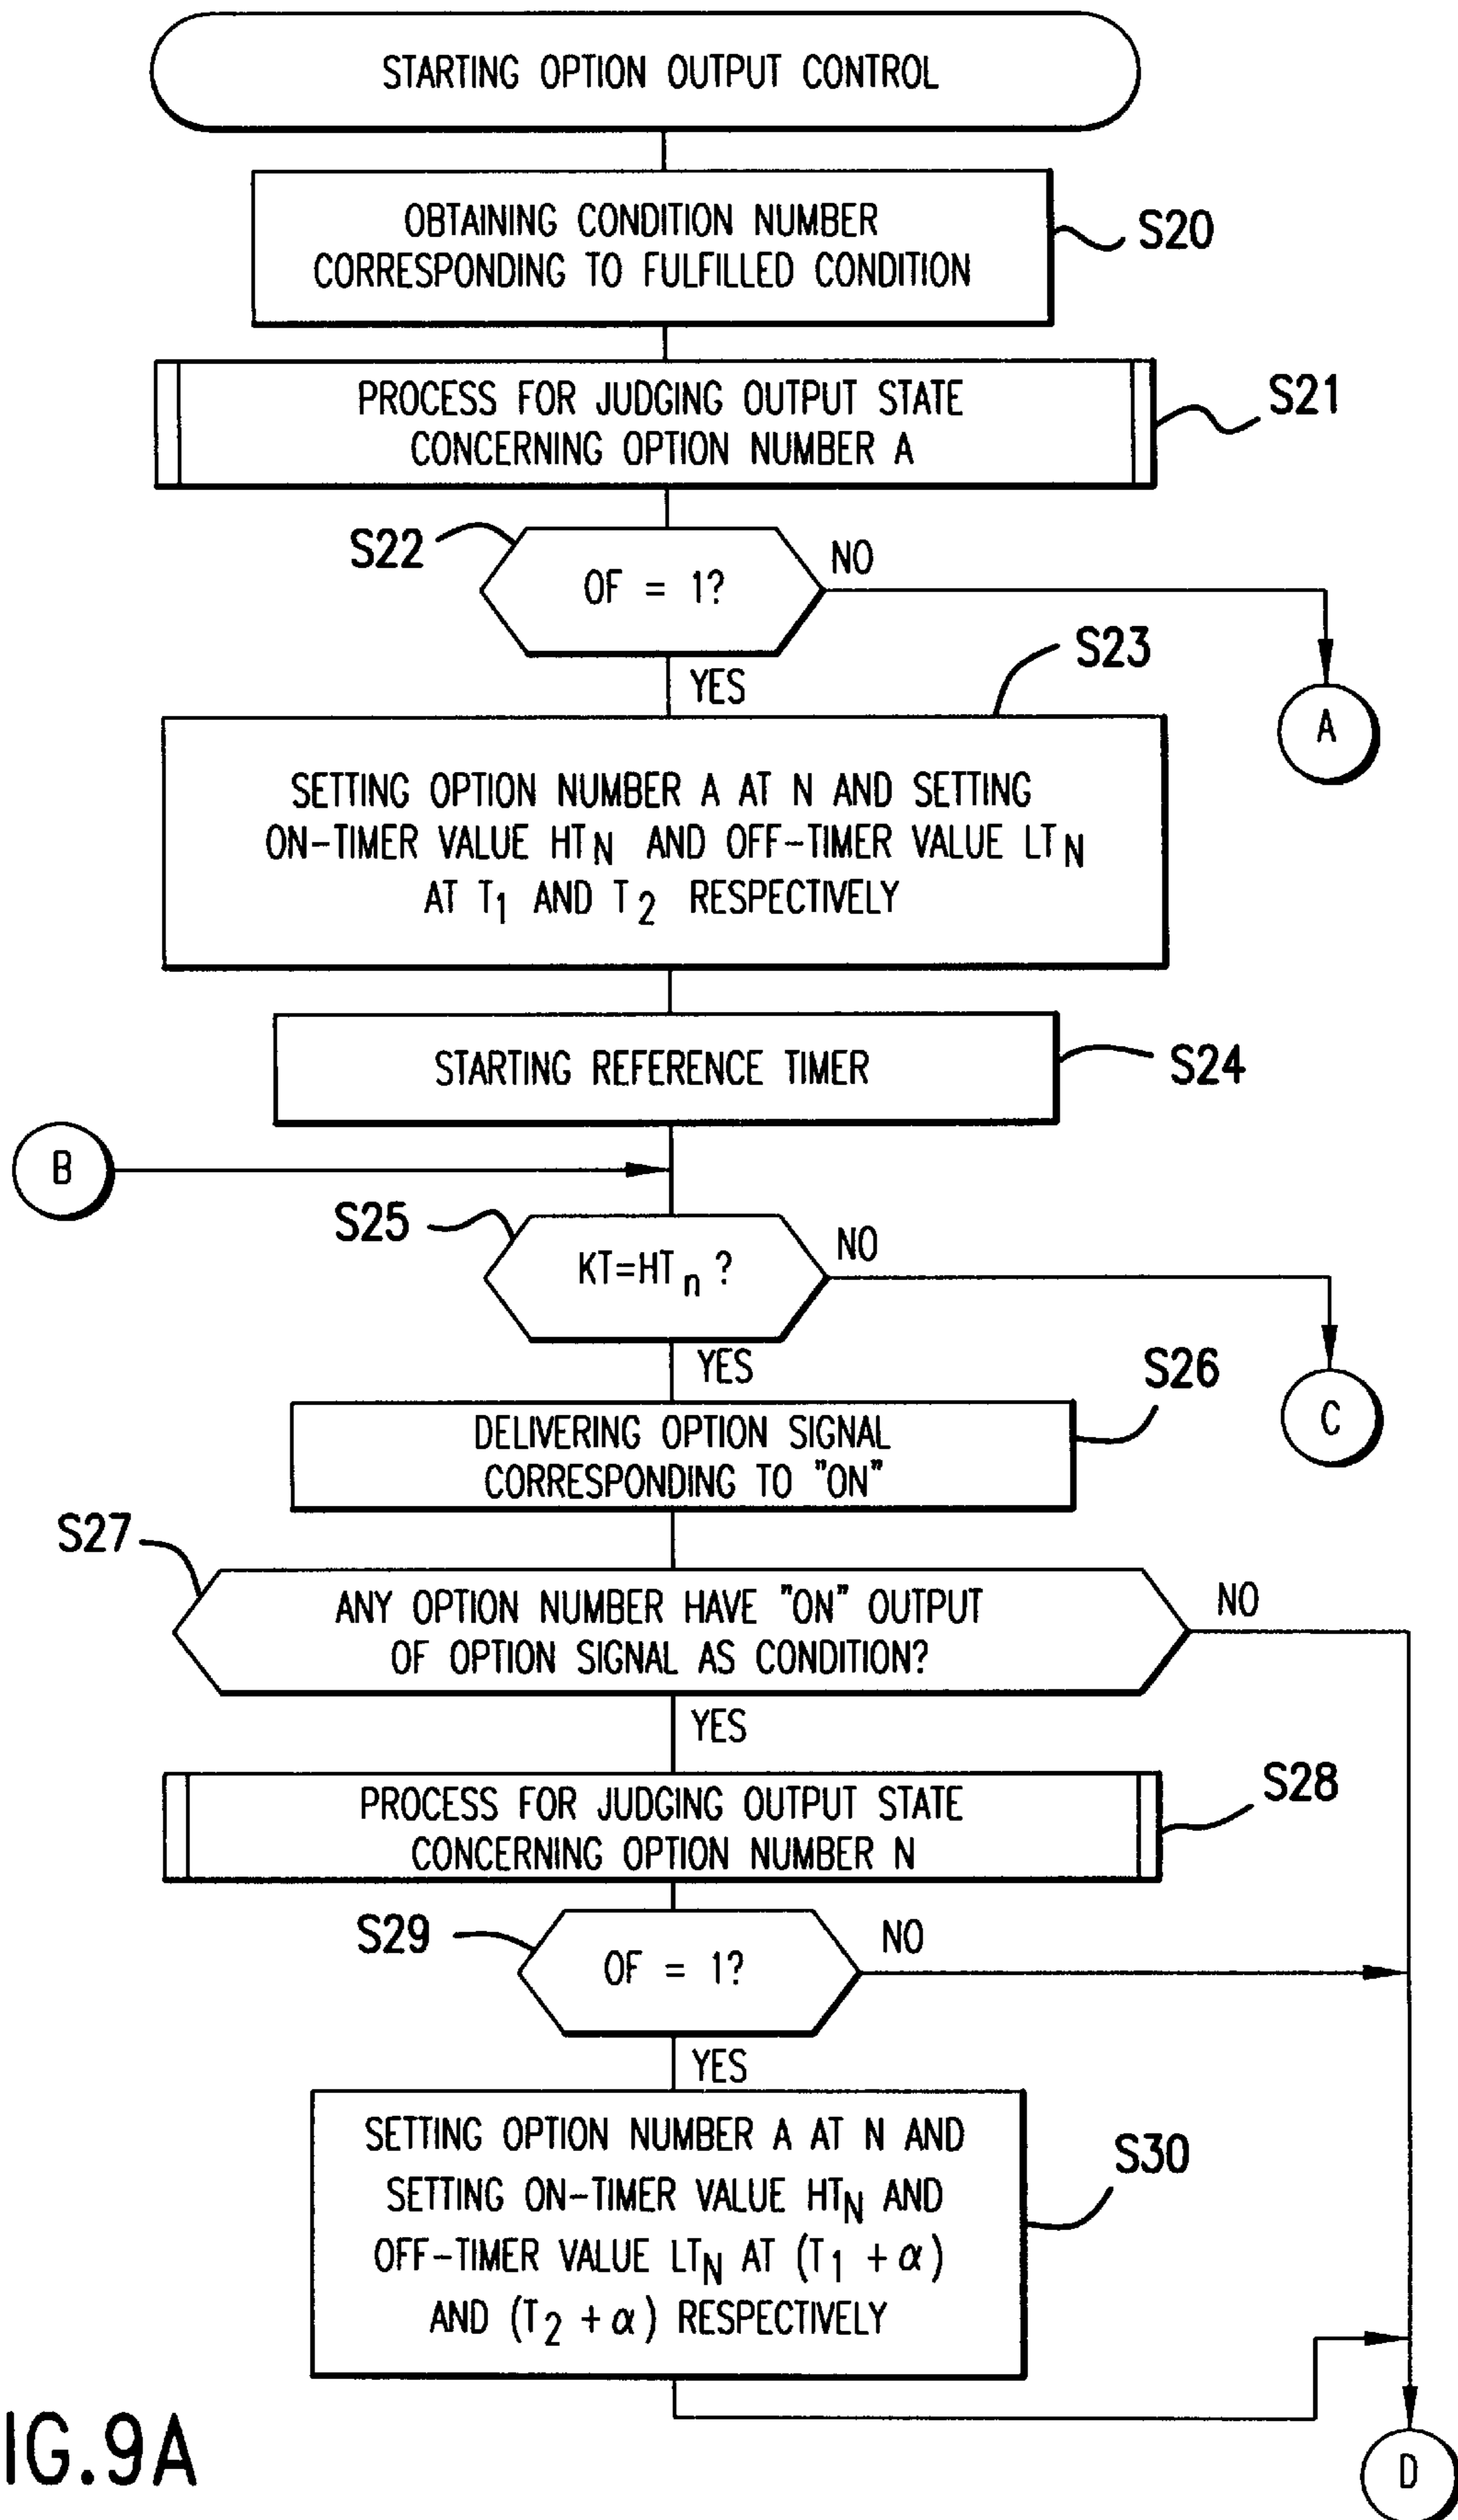 STARTING OPTION OUTPUT CONTROL
OBTAINING CONDITION NUMBER
CORRESPONDING TO FULFILLED CONDITION
S20
PROCESS FOR JUDGING OUTPUT STATE
CONCERNING OPTION NUMBER A
S21
S22
OF = 1?
NO
A
YES
S23
SETTING OPTION NUMBER A AT N AND SETTING
ON-TIMER VALUE HTN AND OFF-TIMER VALUE LTN
AT T1 AND T2 RESPECTIVELY
STARTING REFERENCE TIMER
S24
B
S25
KT=HTn ?
NO
C
YES
S26
DELIVERING OPTION SIGNAL
CORRESPONDING TO "ON"
S27
ANY OPTION NUMBER HAVE "ON" OUTPUT
OF OPTION SIGNAL AS CONDITION?
NO
YES
PROCESS FOR JUDGING OUTPUT STATE
CONCERNING OPTION NUMBER N
S28
S29
OF = 1?
NO
YES
SETTING OPTION NUMBER A AT N AND
SETTING ON-TIMER VALUE HTN AND
OFF-TIMER VALUE LTN AT (T1 + α)
AND (T2 + α) RESPECTIVELY
S30
D
IG.9A